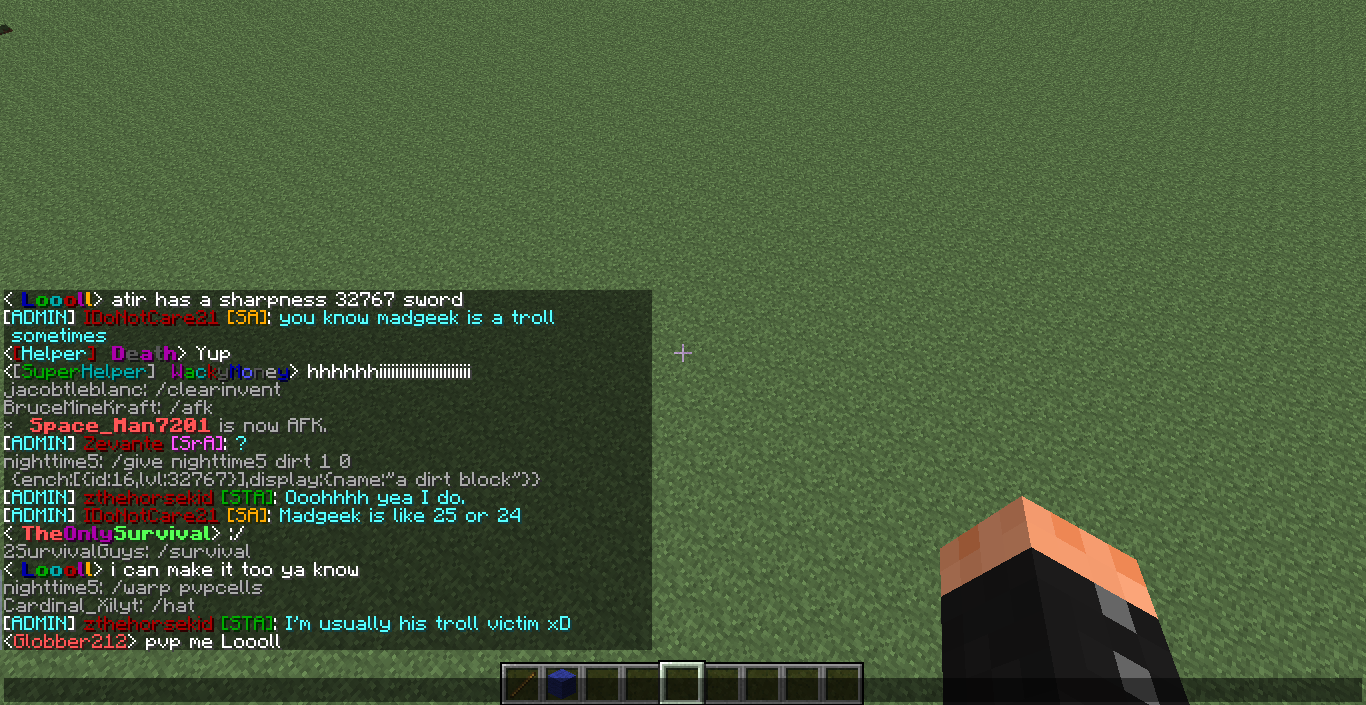 < Loooll> atir has a sharpness 32767 sword
[ADMIN] IDoNotCare21 [SA]: you know madgeek is a troll
sometimes
<[Helper] Death> Yup
<[SuperHelper] WackyMoney> hhhhhhiiiiiiiiiiiiiiiiiiiiiii
jacobtleblanc: /clearinvent
BruceMineKraft: /afk
* Space_Man7201 is now AFK.
[ADMIN] Zevante [SrA]: ?
nighttime5: /give nighttime5 dirt 1 0
{ench:[{id:16,lvl:32767}],display:{name:"a dirt block"}}
[ADMIN] zthehorsekid [STA]: Ooohhhh yea I do.
[ADMIN] IDoNotCare21 [SA]: Madgeek is like 25 or 24
< TheOnlySurvival> :/
2SurvivalGuys: /survival
< Loooll> i can make it too ya know
nighttime5: /warp pvpcells
Cardinal_Xilyt: /hat
[ADMIN] zthehorsekid [STA]: I'm usually his troll victim xD
<Globber212> pvp me Loooll